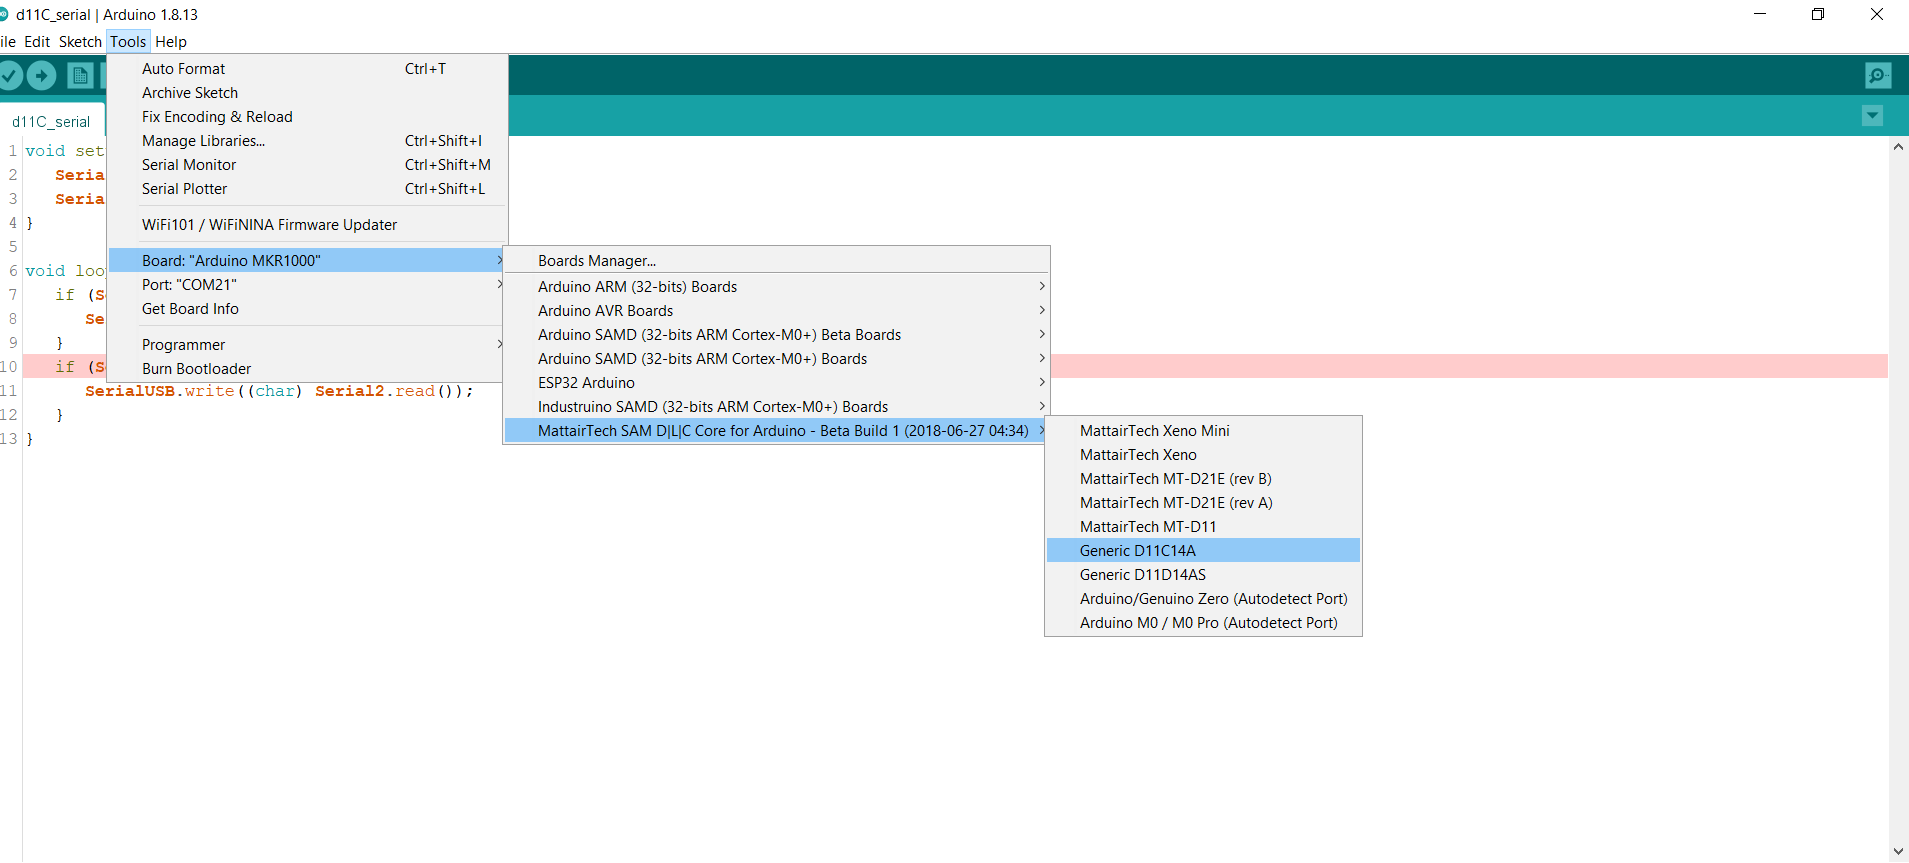 d11C_serial | Arduino 1.8.13
ile Edit Sketch Tools Help
Auto Format Ctrl+T
Archive Sketch
Fix Encoding & Reload
Manage Libraries... Ctrl+Shift+I
Serial Monitor Ctrl+Shift+M
Serial Plotter Ctrl+Shift+L
WiFi101 / WiFiNINA Firmware Updater
Board: "Arduino MKR1000"
Port: "COM21"
Get Board Info
Programmer
Burn Bootloader
Boards Manager...
Arduino ARM (32-bits) Boards
Arduino AVR Boards
Arduino SAMD (32-bits ARM Cortex-M0+) Beta Boards
Arduino SAMD (32-bits ARM Cortex-M0+) Boards
ESP32 Arduino
Industruino SAMD (32-bits ARM Cortex-M0+) Boards
MattairTech SAM D|L|C Core for Arduino - Beta Build 1 (2018-06-27 04:34)
MattairTech Xeno Mini
MattairTech Xeno
MattairTech MT-D21E (rev B)
MattairTech MT-D21E (rev A)
MattairTech MT-D11
Generic D11C14A
Generic D11D14AS
Arduino/Genuino Zero (Autodetect Port)
Arduino M0 / M0 Pro (Autodetect Port)
d11C_serial
1 void set
2 Seria
3 Seria
4 }
5
6 void loo
7 if (S
8 Se
9 }
10 if (S
11 SerialUSB.write((char) Serial2.read());
12 }
13 }